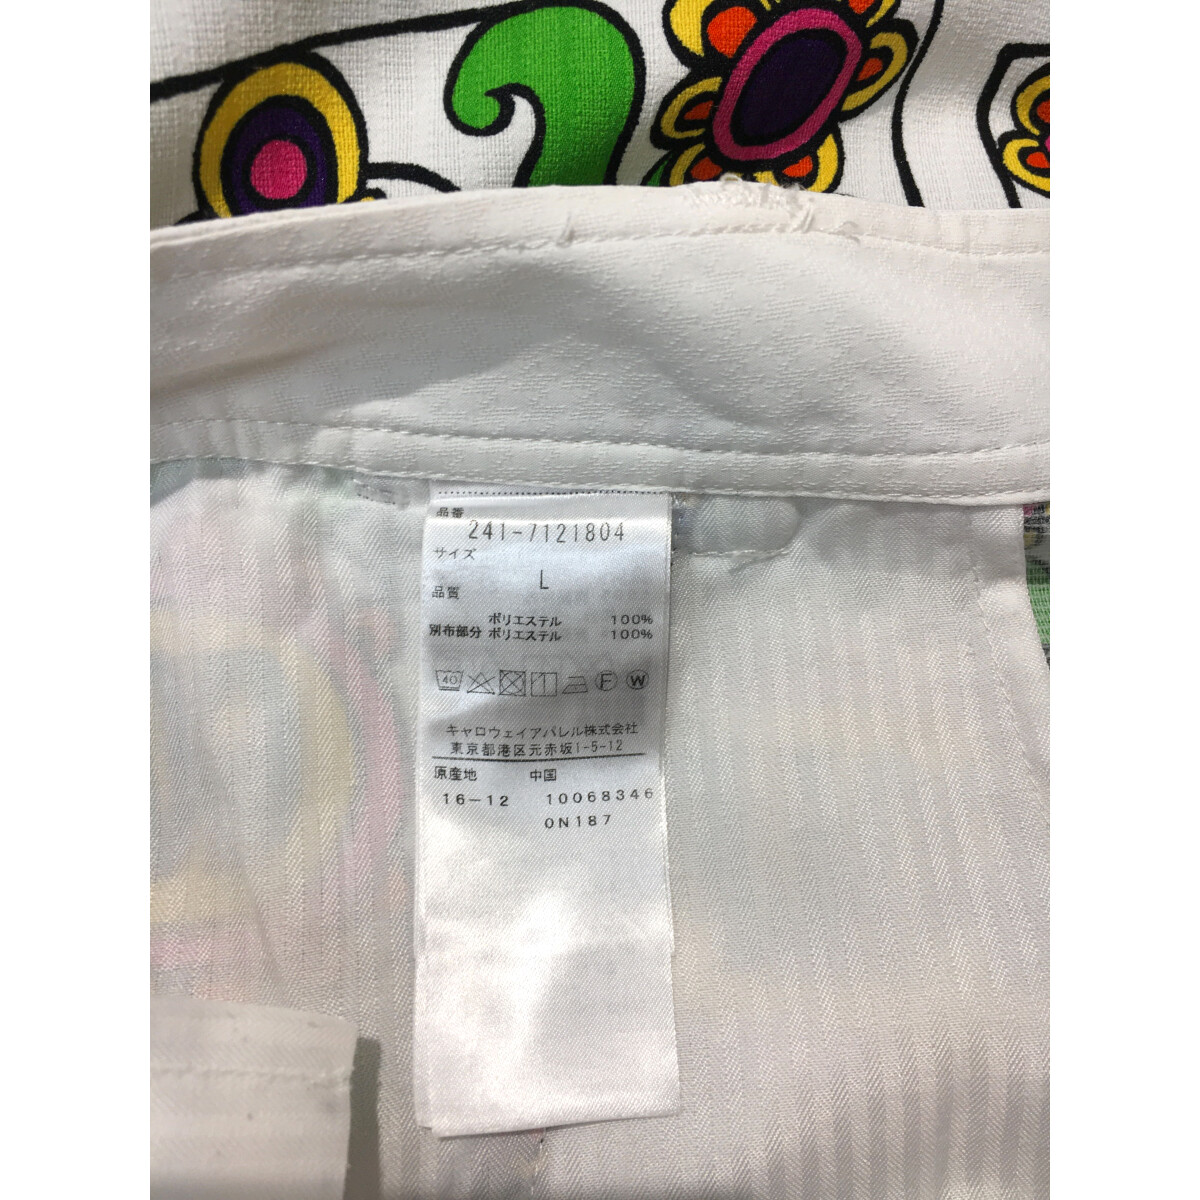 品番
241-7121804
サイズ
L
品質
ポリエステル 100%
別布部分 ポリエステル 100%
40 F W
キャロウェイアパレル株式会社
東京都港区元赤坂1-5-12
原産地 中国
16-12 10068346
0N187